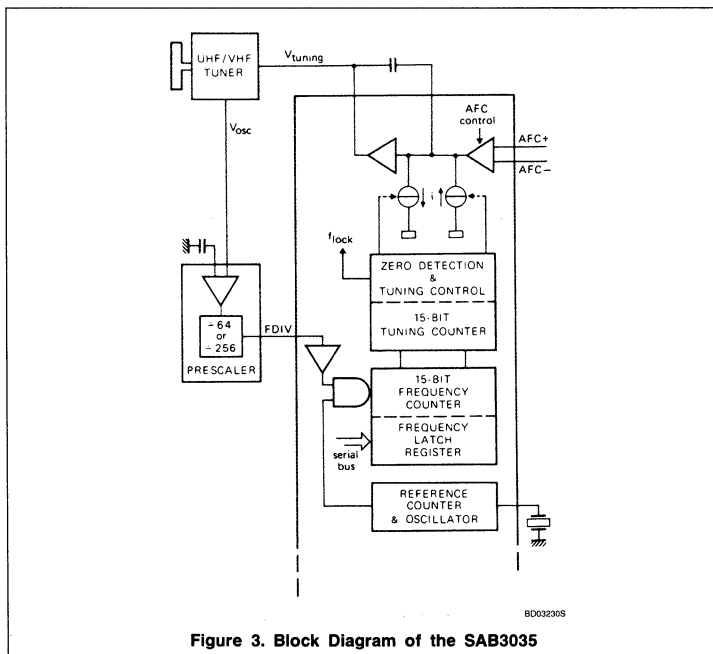 UHF/VHF
TUNER
Vtuning
Vosc
AFC
control
AFC+
AFC−
i
flock
ZERO DETECTION
&
TUNING CONTROL
15-BIT
TUNING COUNTER
÷64
or
÷256
PRESCALER
FDIV
15-BIT
FREQUENCY
COUNTER
FREQUENCY
LATCH
REGISTER
serial
bus
REFERENCE
COUNTER
& OSCILLATOR
BD03230S
Figure 3. Block Diagram of the SAB3035